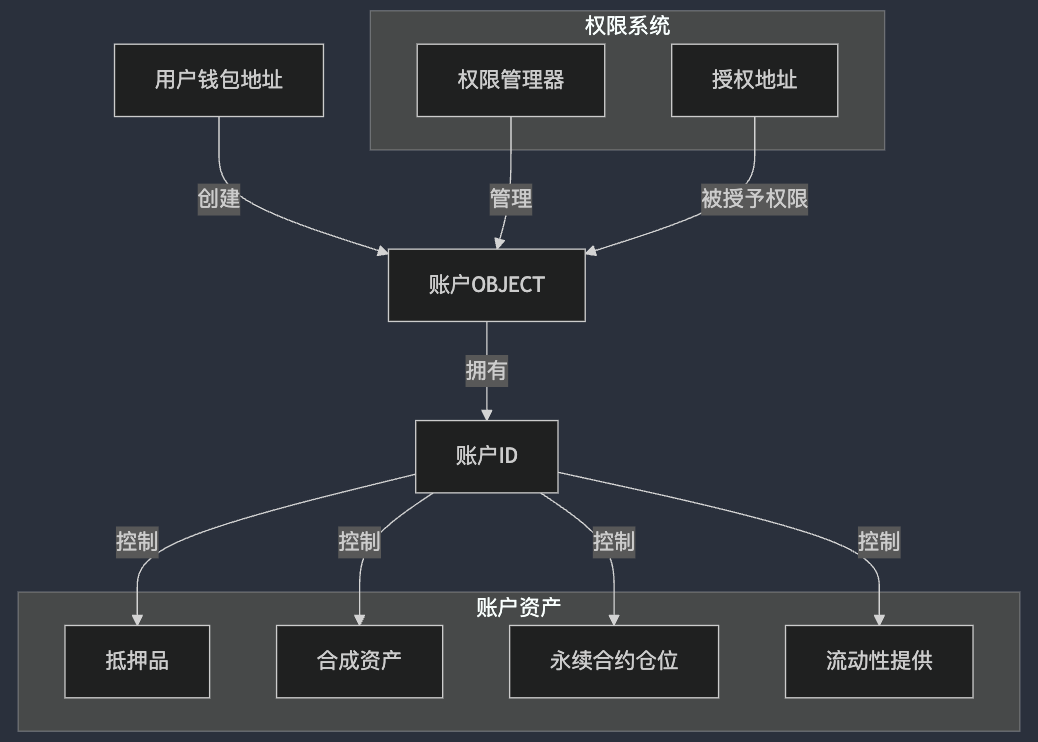 权限系统
用户钱包地址
权限管理器
授权地址
创建
管理
被授予权限
账户OBJECT
拥有
账户ID
控制
控制
控制
控制
账户资产
抵押品
合成资产
永续合约仓位
流动性提供